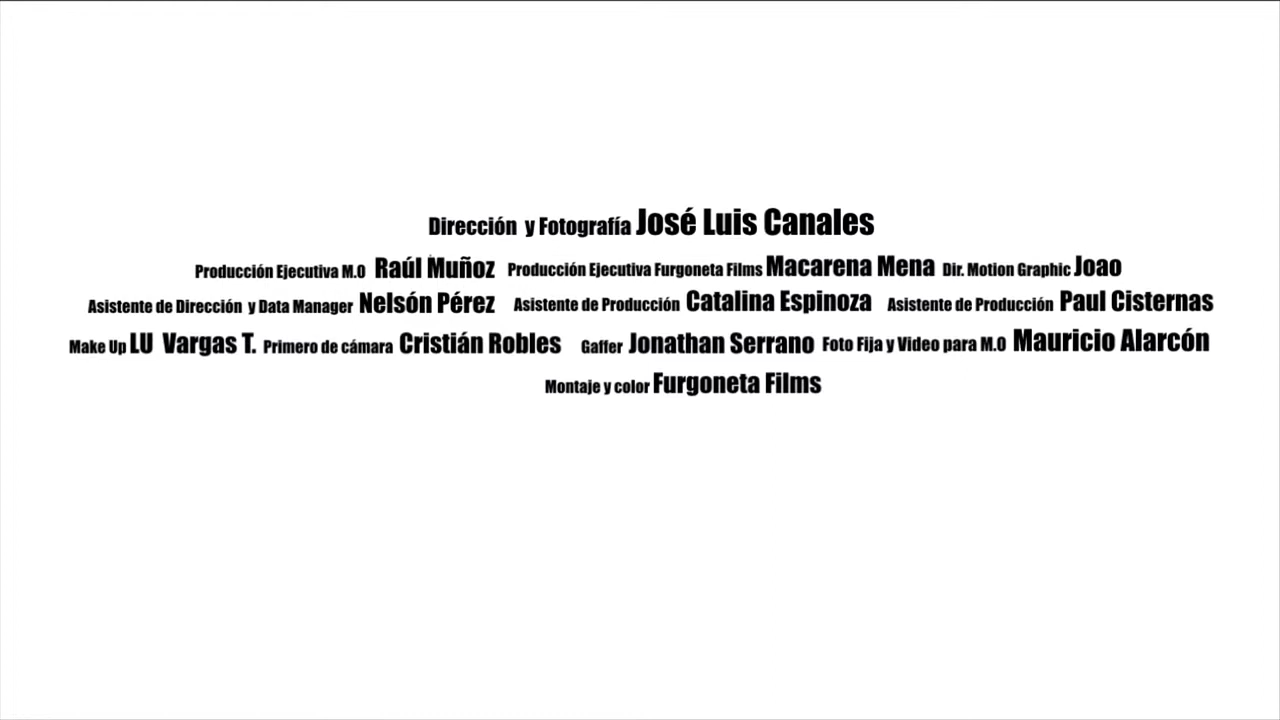 Dirección y Fotografía José Luis Canales
Producción Ejecutiva M.O Raúl Muñoz Producción Ejecutiva Furgoneta Films Macarena Mena Dir. Motion Graphic Joao
Asistente de Dirección y Data Manager Nelsón Pérez Asistente de Producción Catalina Espinoza Asistente de Producción Paul Cisternas
Make Up LU Vargas T. Primero de cámara Cristián Robles Gaffer Jonathan Serrano Foto Fija y Video para M.O Mauricio Alarcón
Montaje y color Furgoneta Films